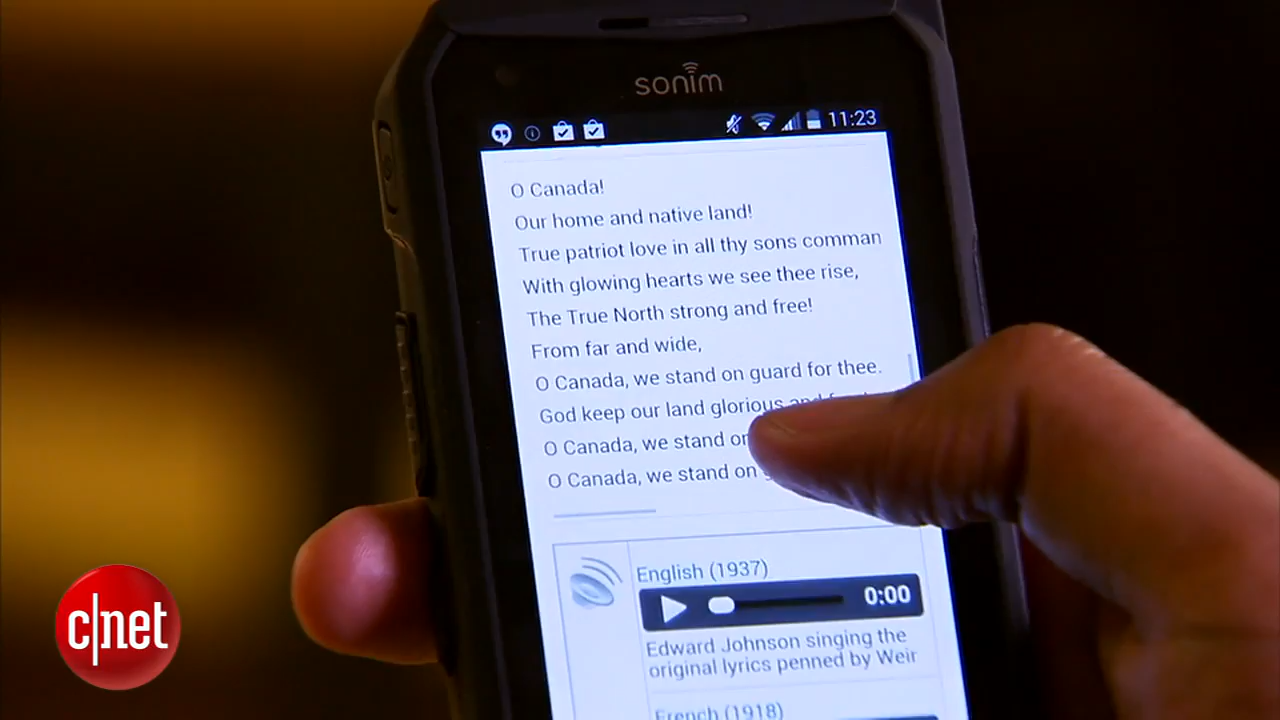 sonim
11:23
O Canada!
Our home and native land!
True patriot love in all thy sons comman
With glowing hearts we see thee rise,
The True North strong and free!
From far and wide,
O Canada, we stand on guard for thee.
God keep our land glorious and
O Canada, we stand on
O Canada, we stand on
English (1937)
0:00
Edward Johnson singing the
original lyrics penned by Weir
French (1918)
c|net